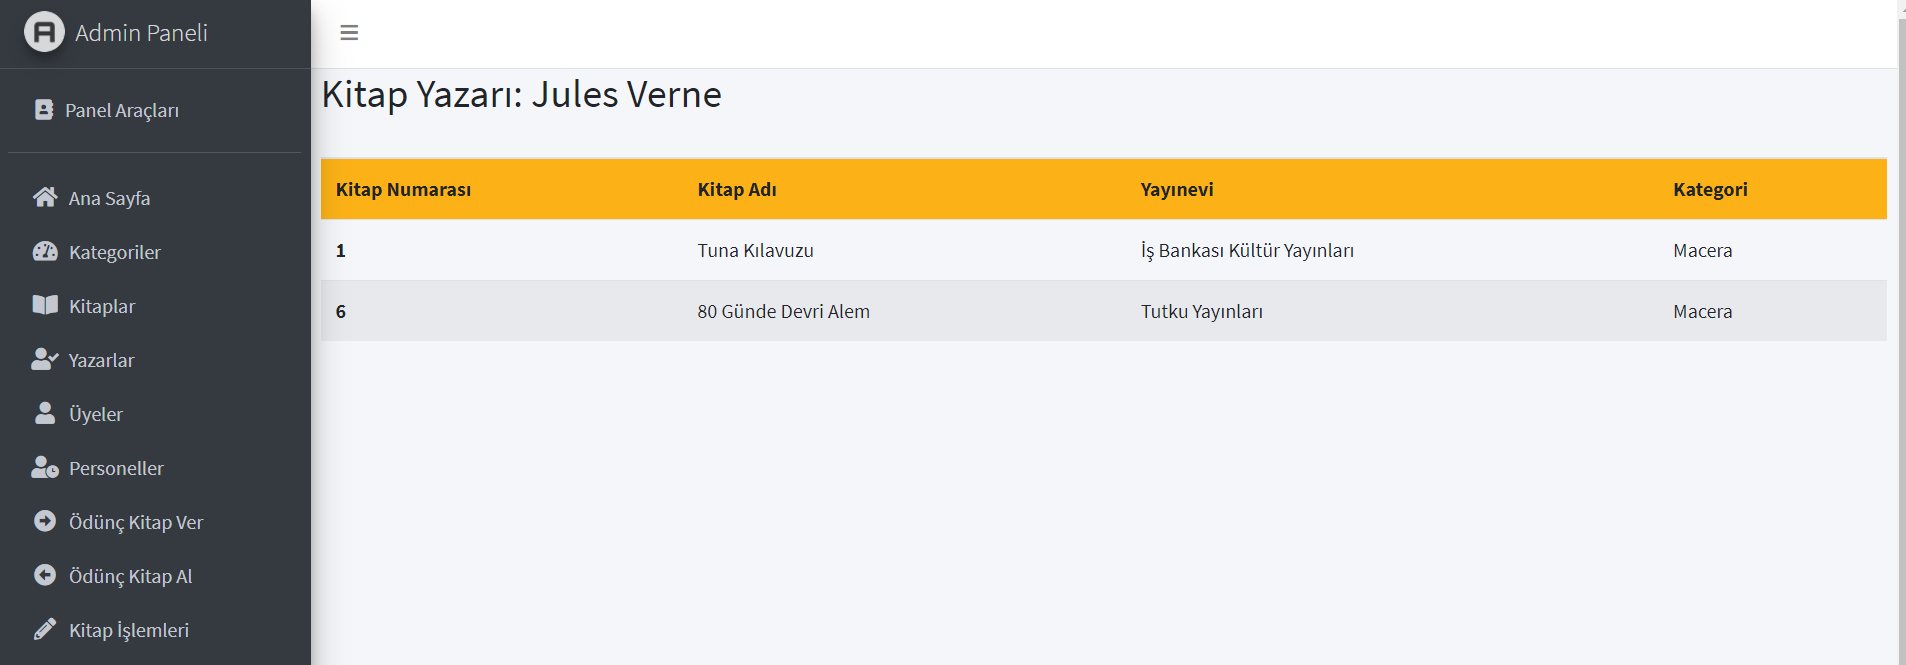 Admin Paneli
Panel Araçları
Ana Sayfa
Kategoriler
Kitaplar
Yazarlar
Üyeler
Personeller
Ödünç Kitap Ver
Ödünç Kitap Al
Kitap İşlemleri
Kitap Yazarı: Jules Verne
Kitap Numarası Kitap Adı Yayınevi Kategori
1 Tuna Kılavuzu İş Bankası Kültür Yayınları Macera
6 80 Günde Devri Alem Tutku Yayınları Macera